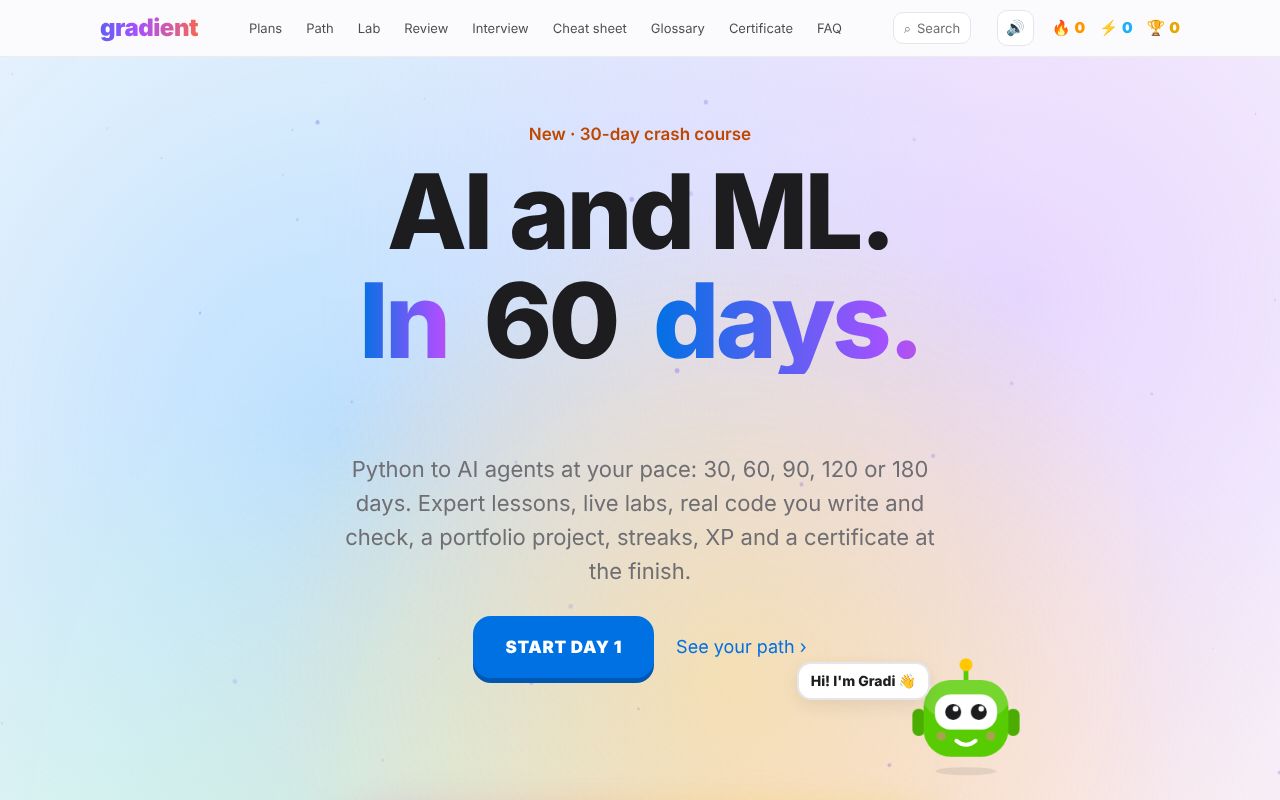 gradient
Plans
Path
Lab
Review
Interview
Cheat sheet
Glossary
Certificate
FAQ
Search
🔊
🔥 0
⚡ 0
🏆 0
New · 30-day crash course
AI and ML.
In 60 days.
Python to AI agents at your pace: 30, 60, 90, 120 or 180
days. Expert lessons, live labs, real code you write and
check, a portfolio project, streaks, XP and a certificate at
the finish.
START DAY 1
See your path ›
Hi! I'm Gradi 👋